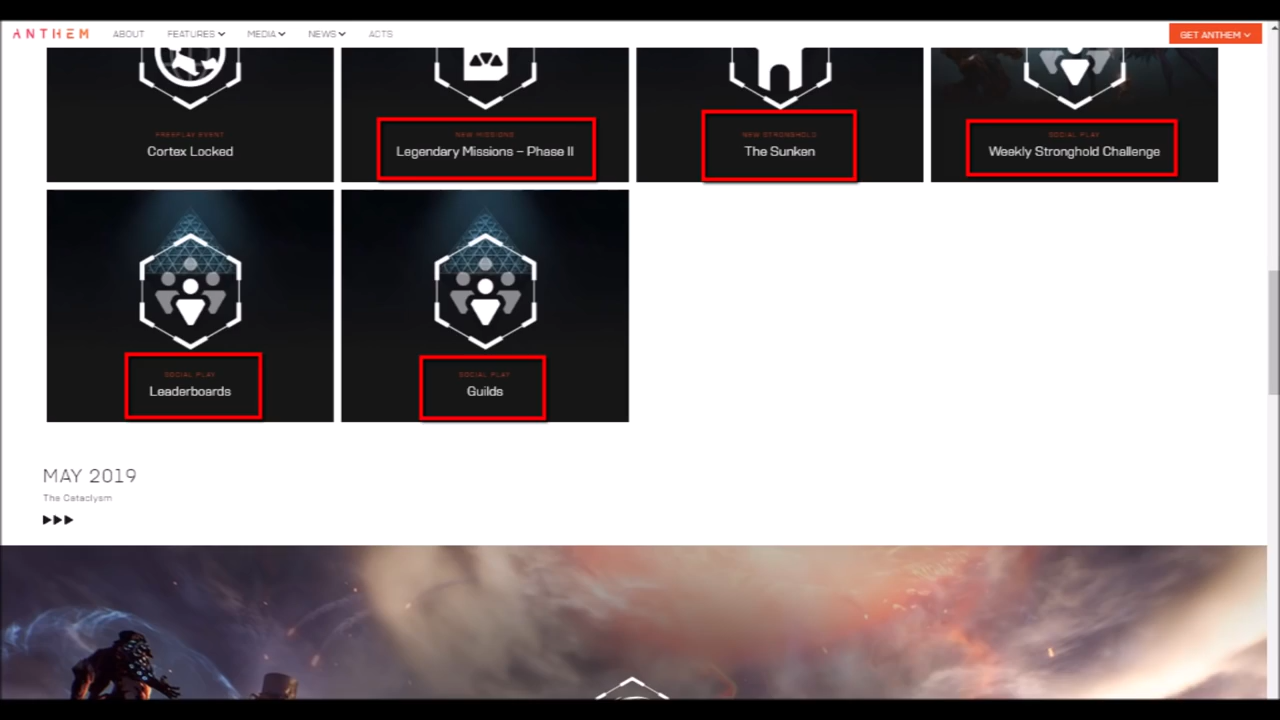 ANTHEM ABOUT FEATURES MEDIA NEWS ACTS GET ANTHEM
FREEPLAY EVENT
Cortex Locked
NEW MISSIONS
Legendary Missions – Phase II
NEW STRONGHOLD
The Sunken
SOCIAL PLAY
Weekly Stronghold Challenge
SOCIAL PLAY
Leaderboards
SOCIAL PLAY
Guilds
MAY 2019
The Cataclysm